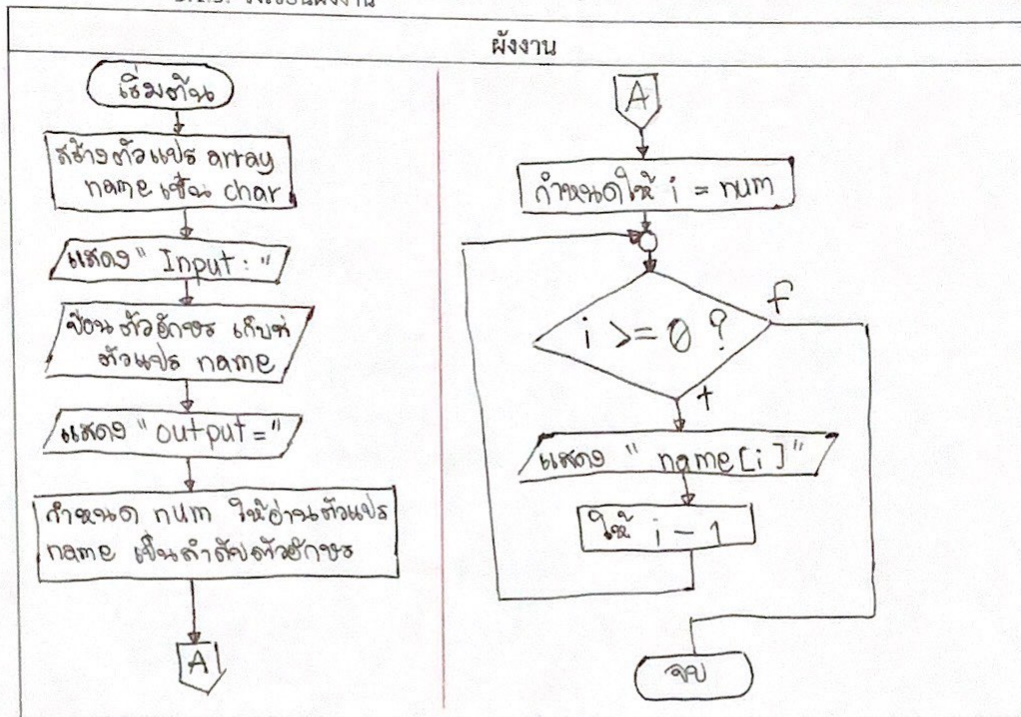 ผังงาน
เริ่มต้น
สร้างตัวแปร array
name เป็น char
แสดง " Input : "
ป้อนตัวอักษร เก็บที่
ตัวแปร name
แสดง " output = "
กำหนด num ให้อ่านตัวแปร
name เป็นลำดับตัวอักษร
A
A
กำหนดให้ i = num
i >= 0 ?
f
t
แสดง " name [i] "
ให้ i - 1
จบ